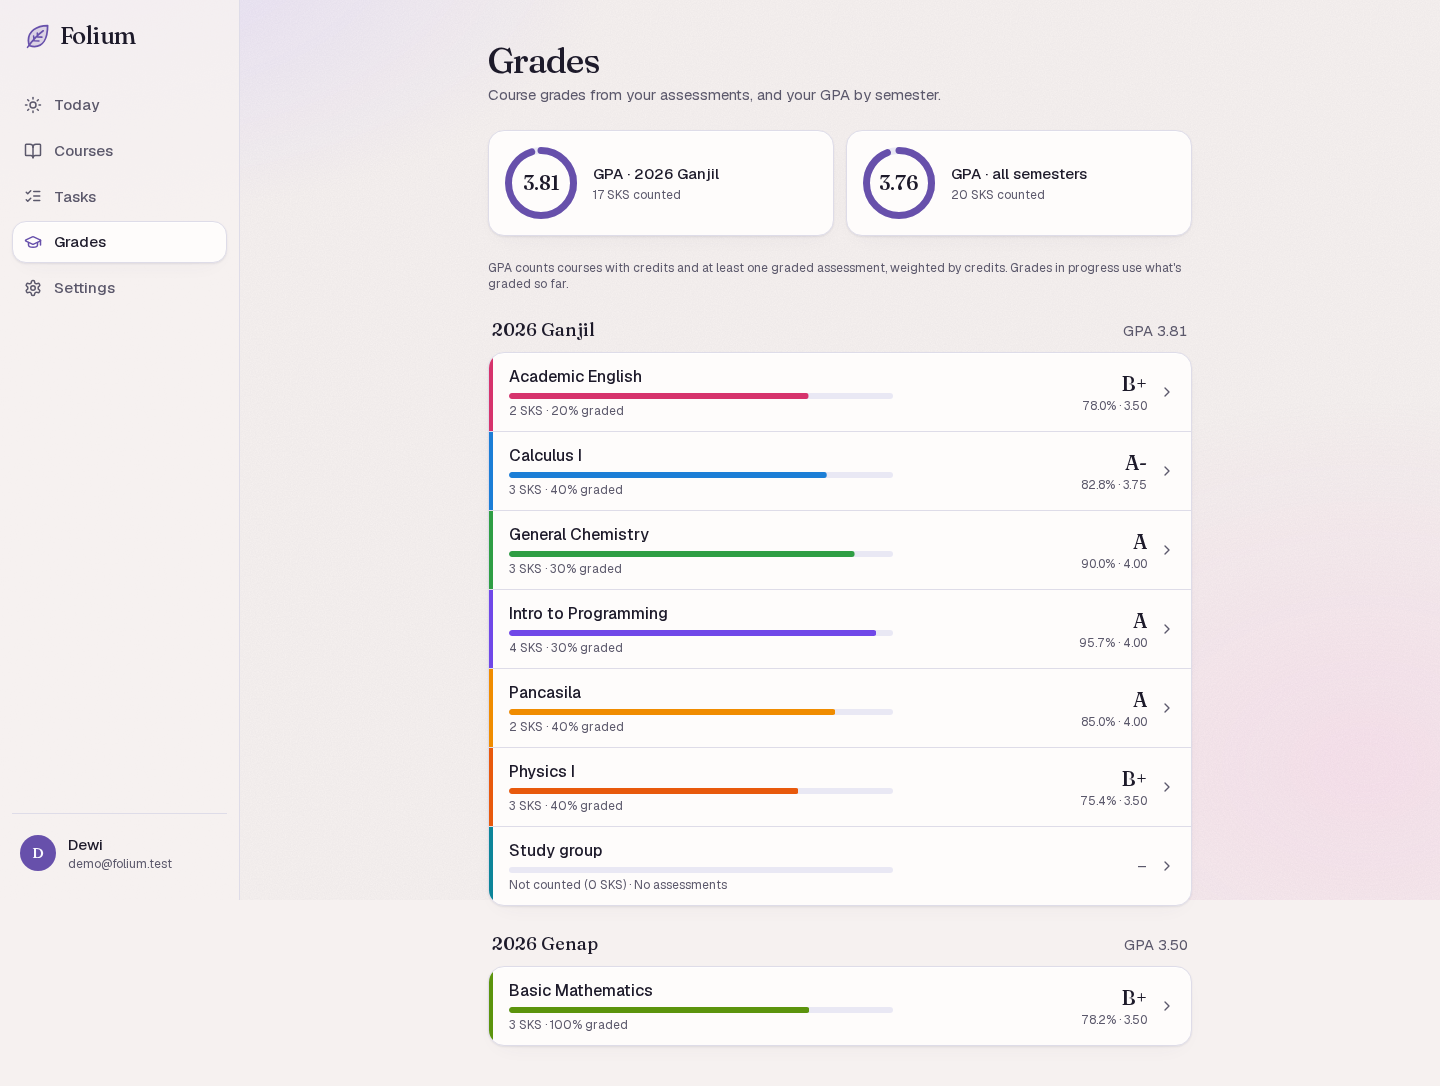 Folium
Today
Courses
Tasks
Grades
Settings
D
Dewi
demo@folium.test
Grades
Course grades from your assessments, and your GPA by semester.
3.81
GPA · 2026 Ganjil
17 SKS counted
3.76
GPA · all semesters
20 SKS counted
GPA counts courses with credits and at least one graded assessment, weighted by credits. Grades in progress use what's
graded so far.
2026 Ganjil
GPA 3.81
Academic English
2 SKS · 20% graded
B+
78.0% · 3.50
Calculus I
3 SKS · 40% graded
A-
82.8% · 3.75
General Chemistry
3 SKS · 30% graded
A
90.0% · 4.00
Intro to Programming
4 SKS · 30% graded
A
95.7% · 4.00
Pancasila
2 SKS · 40% graded
A
85.0% · 4.00
Physics I
3 SKS · 40% graded
B+
75.4% · 3.50
Study group
Not counted (0 SKS) · No assessments
–
2026 Genap
GPA 3.50
Basic Mathematics
3 SKS · 100% graded
B+
78.2% · 3.50